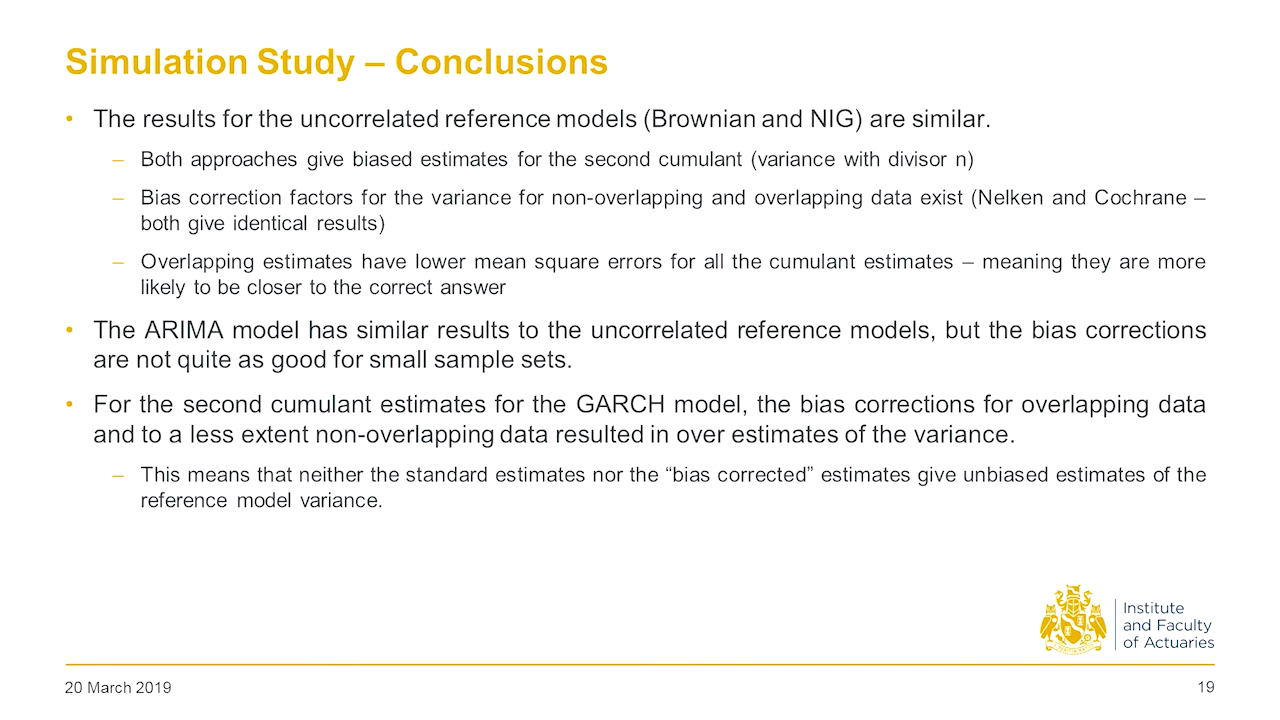 Simulation Study – Conclusions
• The results for the uncorrelated reference models (Brownian and NIG) are similar.
– Both approaches give biased estimates for the second cumulant (variance with divisor n)
– Bias correction factors for the variance for non-overlapping and overlapping data exist (Nelken and Cochrane –
both give identical results)
– Overlapping estimates have lower mean square errors for all the cumulant estimates – meaning they are more
likely to be closer to the correct answer
• The ARIMA model has similar results to the uncorrelated reference models, but the bias corrections
are not quite as good for small sample sets.
• For the second cumulant estimates for the GARCH model, the bias corrections for overlapping data
and to a less extent non-overlapping data resulted in over estimates of the variance.
– This means that neither the standard estimates nor the “bias corrected” estimates give unbiased estimates of the
reference model variance.
Institute
and Faculty
of Actuaries
20 March 2019
19